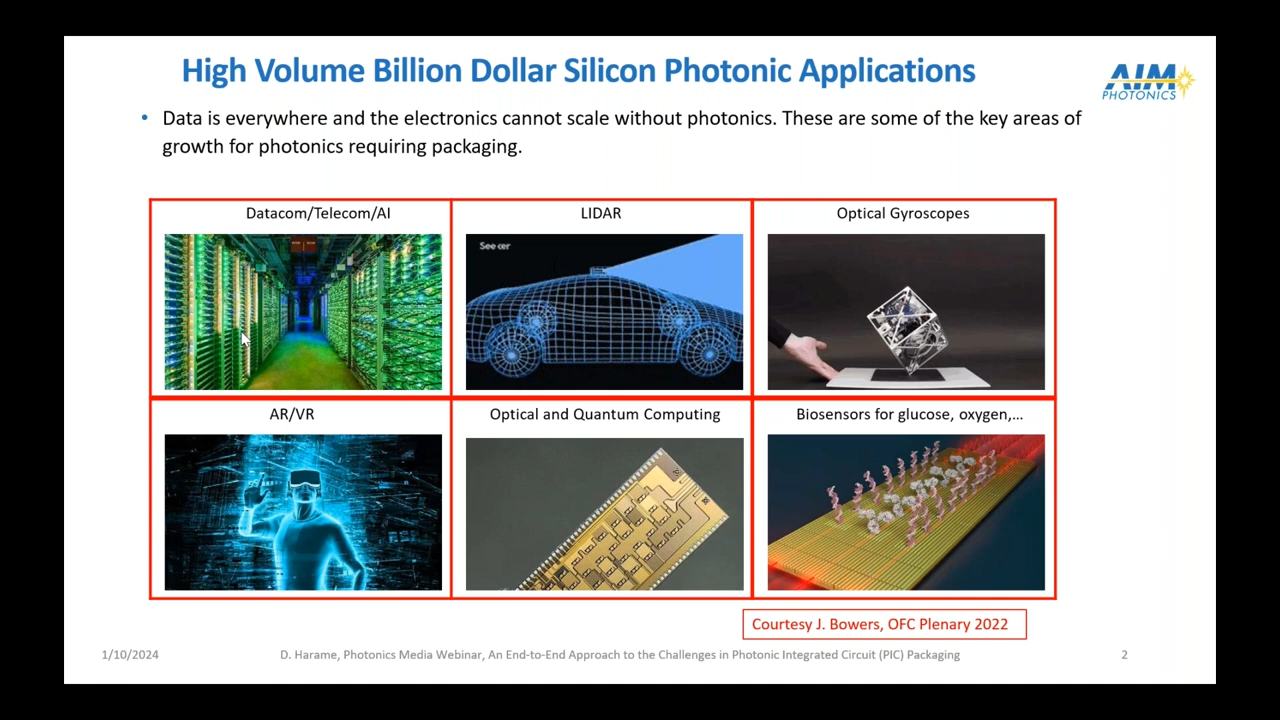 High Volume Billion Dollar Silicon Photonic Applications
AIM
PHOTONICS
• Data is everywhere and the electronics cannot scale without photonics. These are some of the key areas of
growth for photonics requiring packaging.
Datacom/Telecom/AI
LIDAR
Optical Gyroscopes
See cer
AR/VR
Optical and Quantum Computing
Biosensors for glucose, oxygen,...
Courtesy J. Bowers, OFC Plenary 2022
1/10/2024
D. Harame, Photonics Media Webinar, An End-to-End Approach to the Challenges in Photonic Integrated Circuit (PIC) Packaging
2